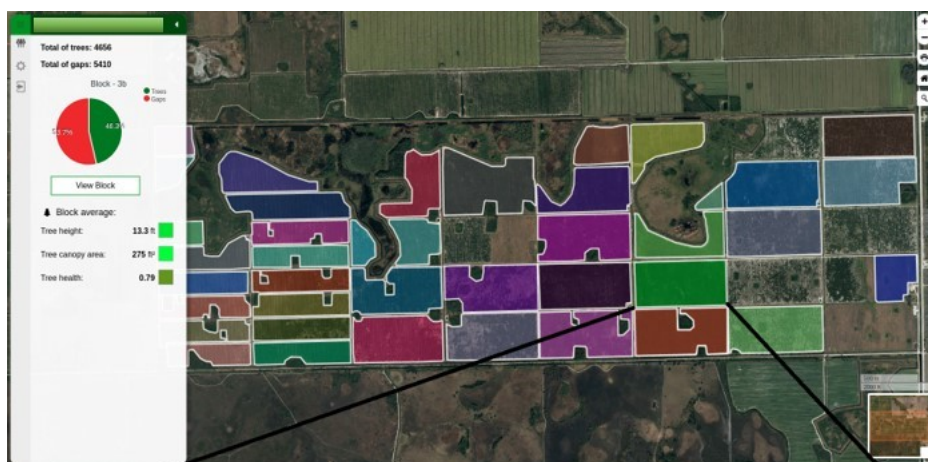 Total of trees: 4656
Total of gaps: 5410
Block - 3b
Trees
Gaps
46.3%
53.7%
View Block
Block average:
Tree height: 13.3 ft
Tree canopy area: 275 ft²
Tree health: 0.79